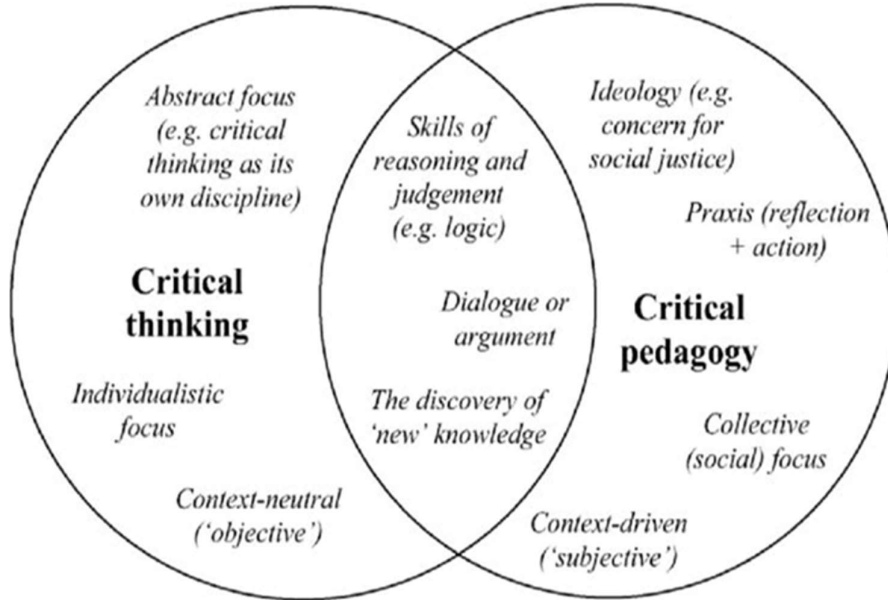 Abstract focus
(e.g. critical
thinking as its
own discipline)
Critical
thinking
Individualistic
focus
Context-neutral
(‘objective’)
Skills of
reasoning and
judgement
(e.g. logic)
Dialogue or
argument
The discovery of
‘new’ knowledge
Ideology (e.g.
concern for
social justice)
Praxis (reflection
+ action)
Critical
pedagogy
Collective
(social) focus
Context-driven
(‘subjective’)